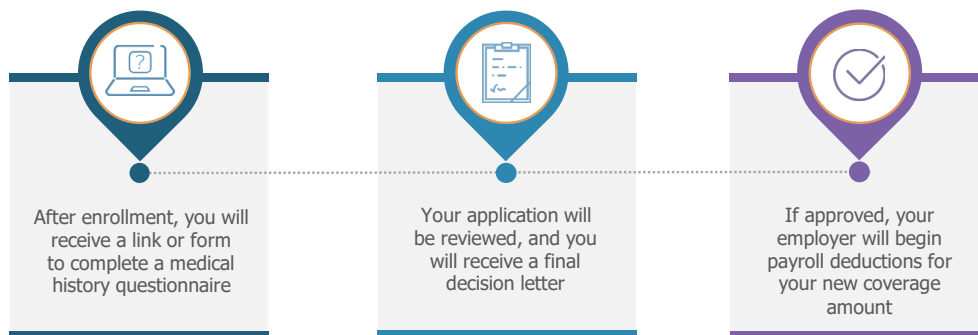 ?
After enrollment, you will
receive a link or form
to complete a medical
history questionnaire
Your application will
be reviewed, and you
will receive a final
decision letter
If approved, your
employer will begin
payroll deductions for
your new coverage
amount